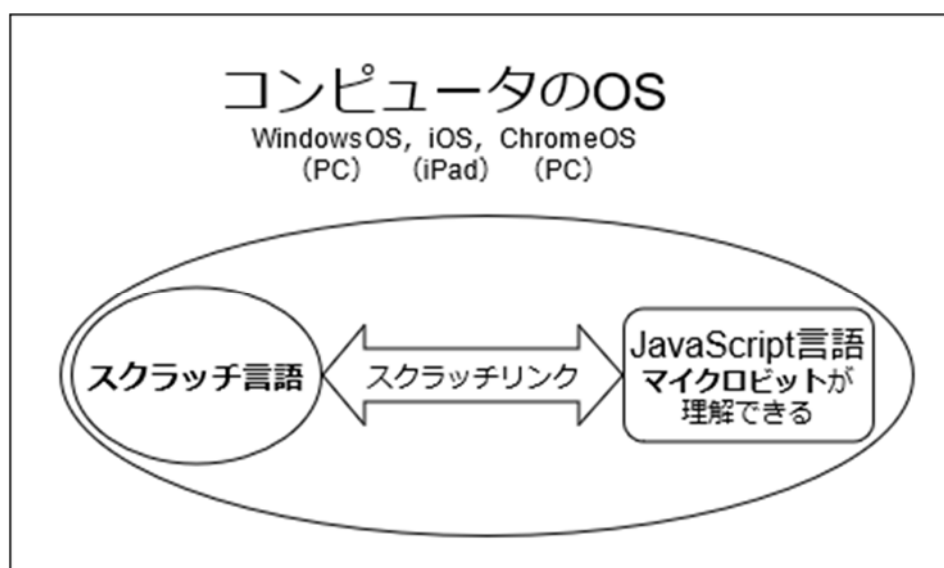 コンピュータのOS
WindowsOS, iOS, ChromeOS
（PC） （iPad） （PC）
スクラッチ言語
スクラッチリンク
JavaScript言語
マイクロビットが
理解できる